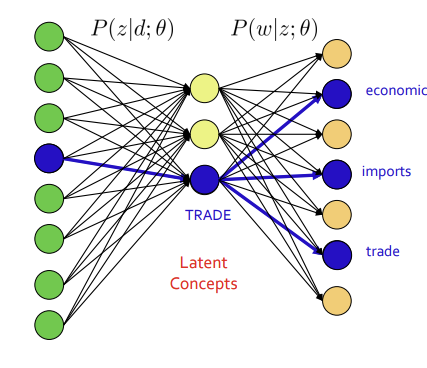 P(z|d; θ)
P(w|z; θ)
economic
imports
TRADE
trade
Latent
Concepts